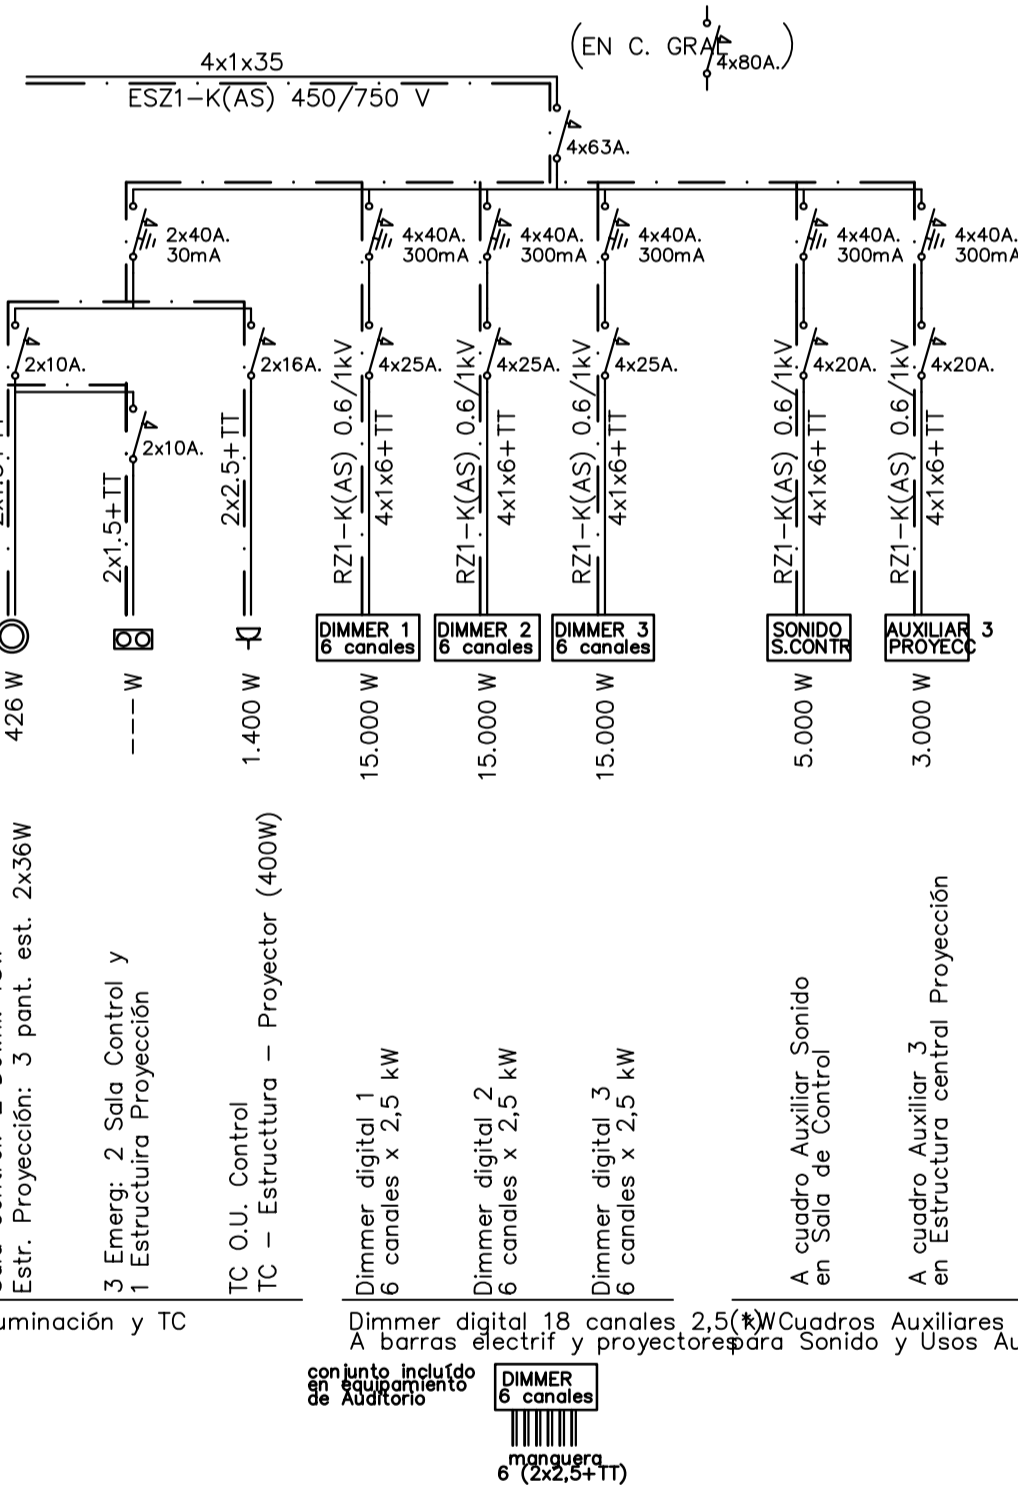 (EN C. GRAL
4x80A.)
4x1x35
ESZ1-K(AS) 450/750 V
4x63A.
2x40A.
30mA
4x40A.
300mA
4x40A.
300mA
4x40A.
300mA
4x40A.
300mA
4x40A.
300mA
2x10A.
2x16A.
4x25A.
4x25A.
4x25A.
4x20A.
4x20A.
2x10A.
2x1.5+TT
2x2.5+TT
RZ1-K(AS) 0.6/1kV
4x1x6+TT
RZ1-K(AS) 0.6/1kV
4x1x6+TT
RZ1-K(AS) 0.6/1kV
4x1x6+TT
RZ1-K(AS) 0.6/1kV
4x1x6+TT
RZ1-K(AS) 0.6/1kV
4x1x6+TT
DIMMER 1
6 canales
DIMMER 2
6 canales
DIMMER 3
6 canales
SONIDO
S.CONTR
AUXILIAR 3
PROYECC
426 W
--- W
1.400 W
15.000 W
15.000 W
15.000 W
5.000 W
3.000 W
Estr. Proyección: 3 pant. est. 2x36W
3 Emerg: 2 Sala Control y
1 Estructuira Proyección
TC O.U. Control
TC - Estructtura - Proyector (400W)
Dimmer digital 1
6 canales x 2,5 kW
Dimmer digital 2
6 canales x 2,5 kW
Dimmer digital 3
6 canales x 2,5 kW
A cuadro Auxiliar Sonido
en Sala de Control
A cuadro Auxiliar 3
en Estructura central Proyección
uminación y TC
Dimmer digital 18 canales 2,5 kW
A barras electrif y proyectores
(*) Cuadros Auxiliares
para Sonido y Usos Au
conjunto incluído
en equipamiento
de Auditorio
DIMMER
6 canales
manguera
6 (2x2,5+TT)